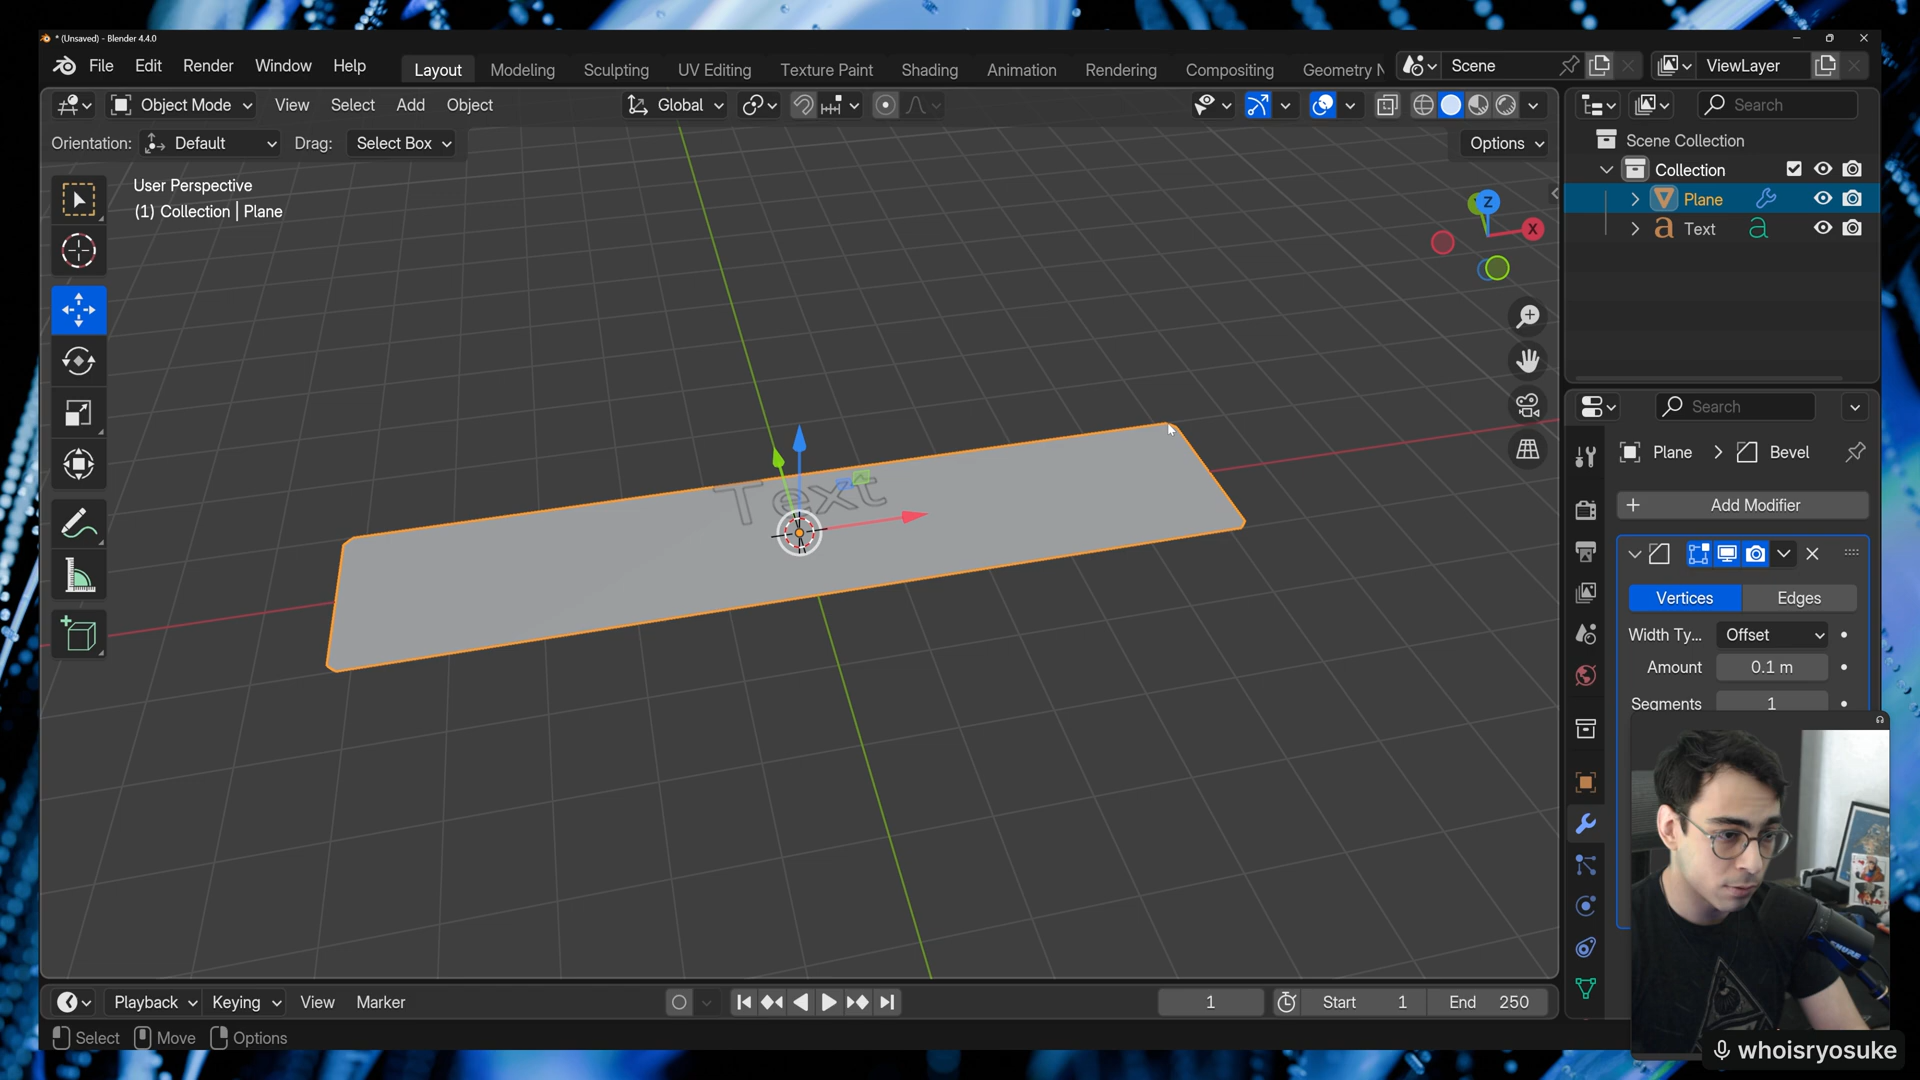 * (Unsaved) - Blender 4.4.0
File Edit Render Window Help Layout Modeling Sculpting UV Editing Texture Paint Shading Animation Rendering Compositing Geometry N Scene ViewLayer
Object Mode View Select Add Object Global Search
Orientation: Default Drag: Select Box Options
Scene Collection
Collection
Plane
Text
User Perspective
(1) Collection | Plane
Z
X
Text
Search
Plane > Bevel
+ Add Modifier
Vertices Edges
Width Ty... Offset
Amount 0.1 m
Segments 1
SHURE
Playback Keying View Marker 1 Start 1 End 250
Select Move Options
whoisryosuke